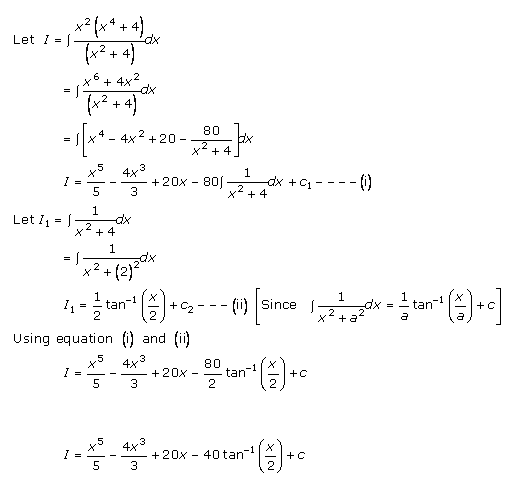 Let I = ∫ x²(x⁴ + 4)/(x² + 4) dx
= ∫ (x⁶ + 4x²)/(x² + 4) dx
= ∫ [x⁴ − 4x² + 20 − 80/(x² + 4)] dx
I = x⁵/5 − 4x³/3 + 20x − 80∫ 1/(x² + 4) dx + c₁ − − − − (i)
Let I₁ = ∫ 1/(x² + 4) dx
= ∫ 1/(x² + (2)²) dx
I₁ = 1/2 tan⁻¹(x/2) + c₂ − − − (ii) [Since ∫ 1/(x² + a²) dx = 1/a tan⁻¹(x/a) + c]
Using equation (i) and (ii)
I = x⁵/5 − 4x³/3 + 20x − 80/2 tan⁻¹(x/2) + c
I = x⁵/5 − 4x³/3 + 20x − 40 tan⁻¹(x/2) + c